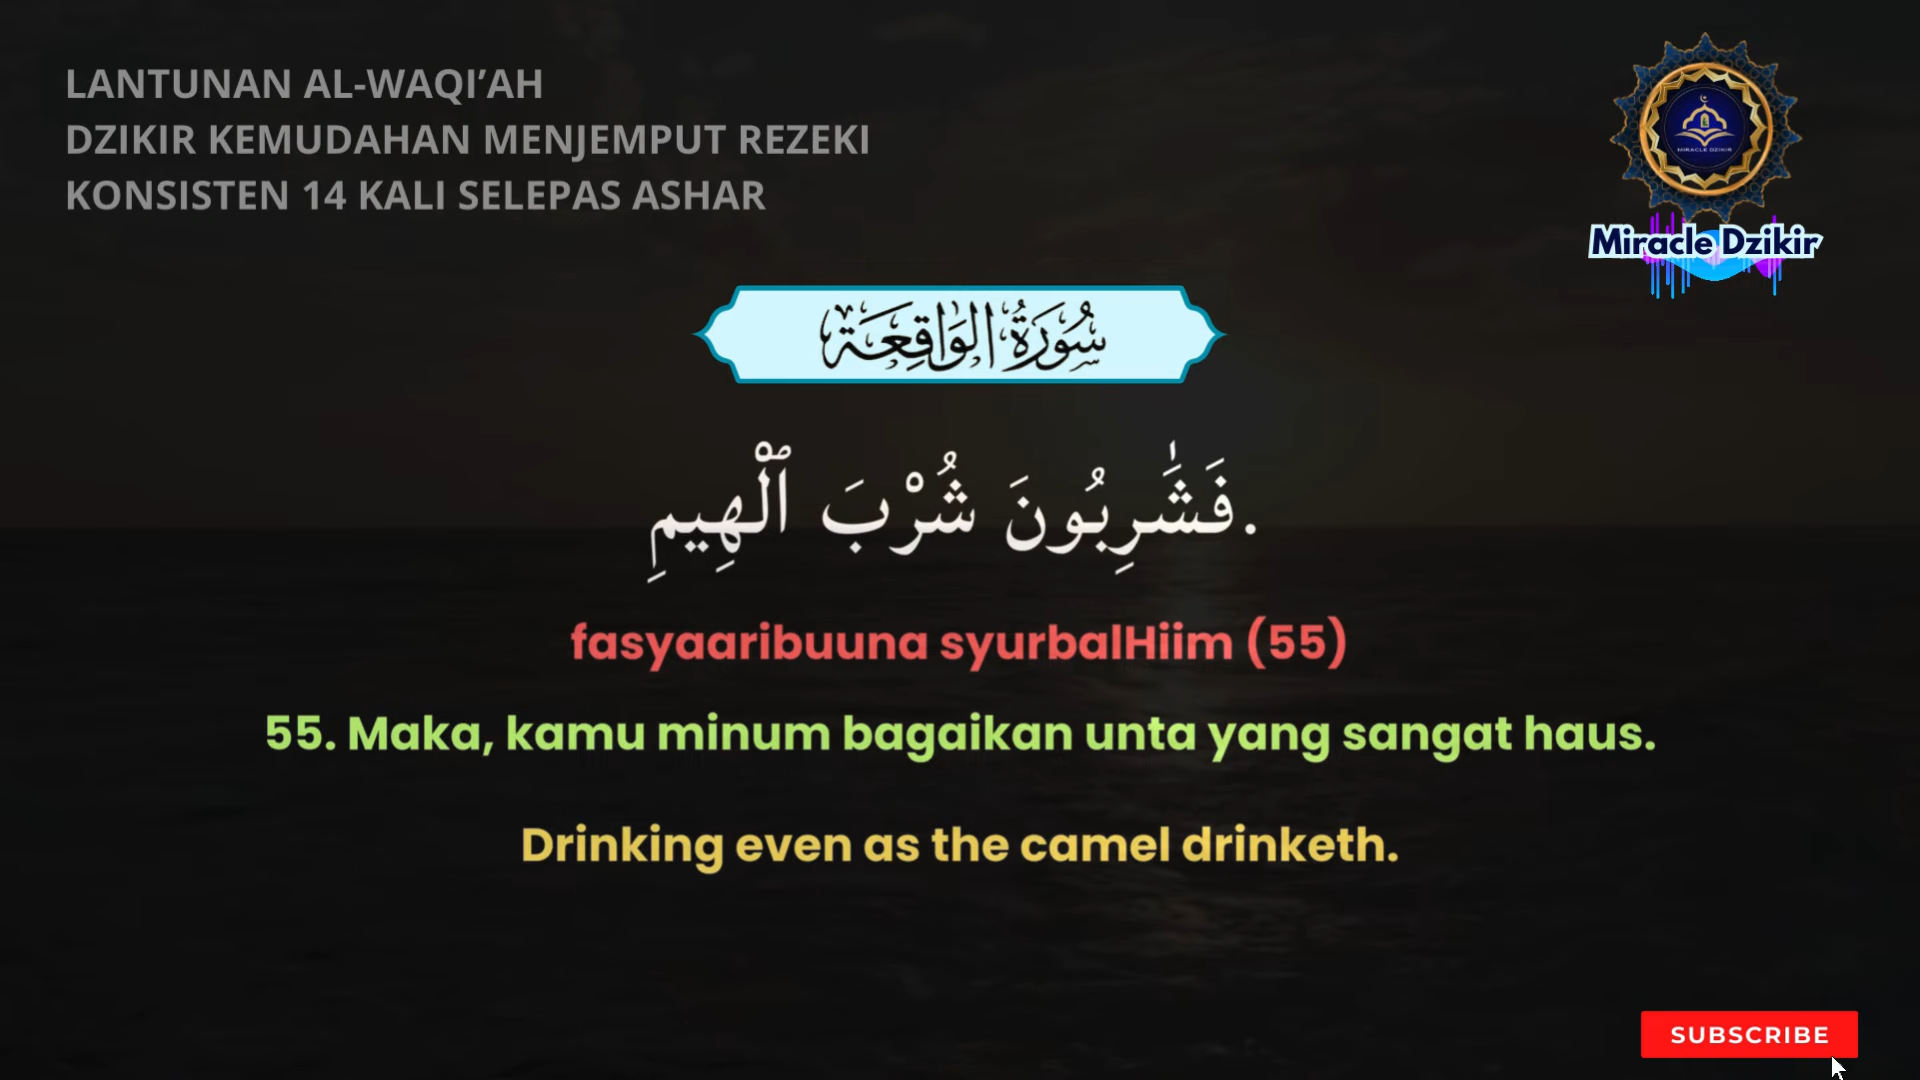 LANTUNAN AL-WAQI’AH
DZIKIR KEMUDAHAN MENJEMPUT REZEKI
KONSISTEN 14 KALI SELEPAS ASHAR
MIRACLE DZIKIR
Miracle Dzikir
سُوَرَةُ الوَاقِعَة
.فَشَٰرِبُونَ شُرْبَ ٱلْهِيمِ
fasyaaribuuna syurbalHiim (55)
55. Maka, kamu minum bagaikan unta yang sangat haus.
Drinking even as the camel drinketh.
SUBSCRIBE